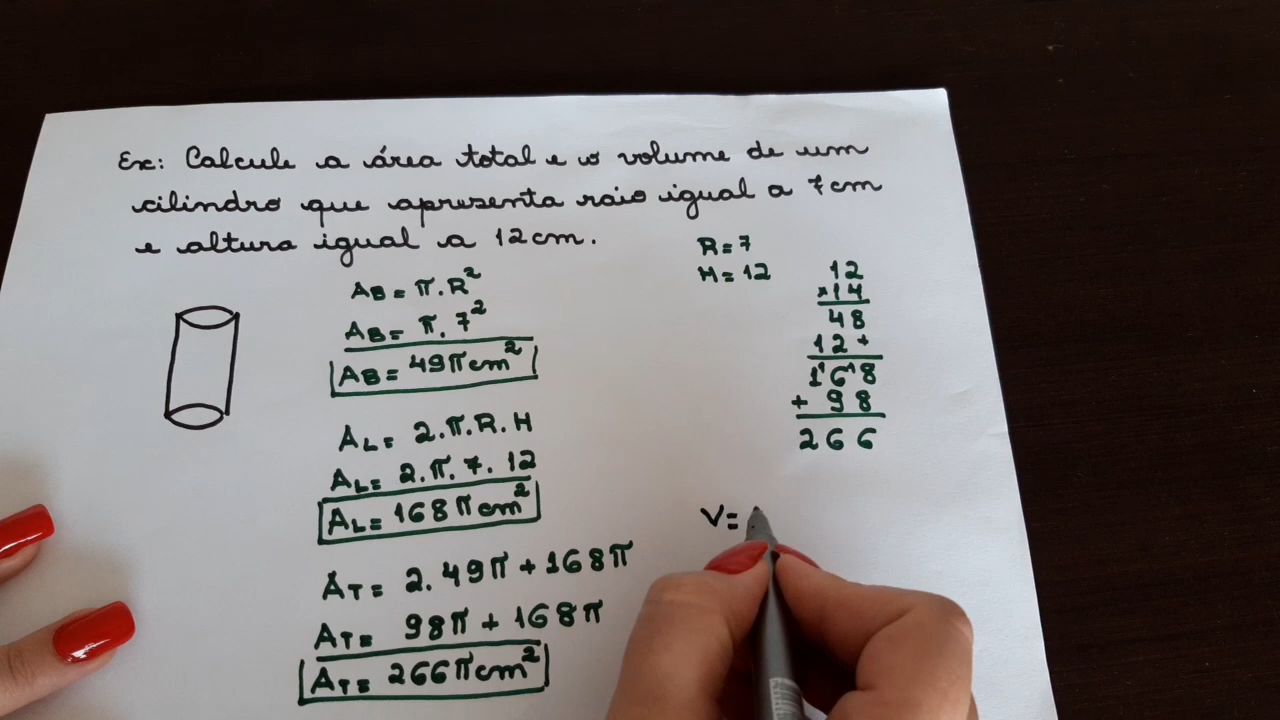 Ex: Calcule a área total e o volume de um
cilindro que apresenta raio igual a 7cm
e altura igual a 12cm.
R=7
H=12
AB= π.R²
AB= π.7²
AB= 49πcm²
AL= 2.π.R.H
AL= 2.π.7.12
AL= 168πcm²
AT= 2.49π+168π
AT= 98π+168π
AT= 266πcm²
12
×14
48
12+
168
+ 98
266
V=